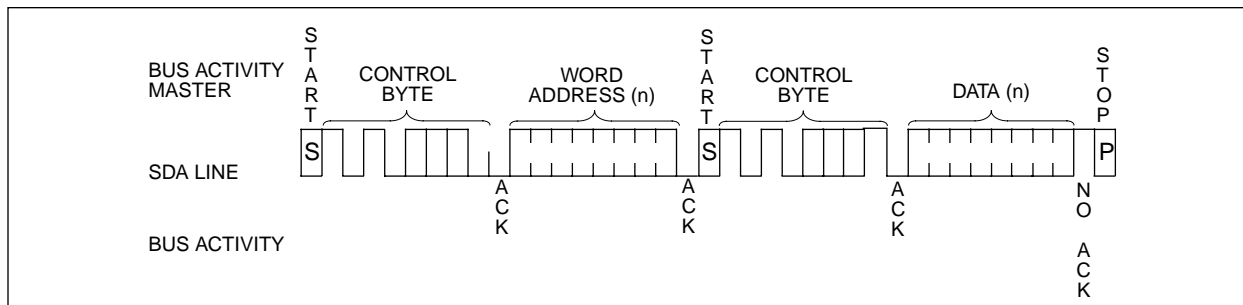 START
BUS ACTIVITY
MASTER
CONTROL
BYTE
WORD
ADDRESS (n)
START
CONTROL
BYTE
DATA (n)
STOP
SDA LINE
S
S
P
ACK
ACK
ACK
NO ACK
BUS ACTIVITY